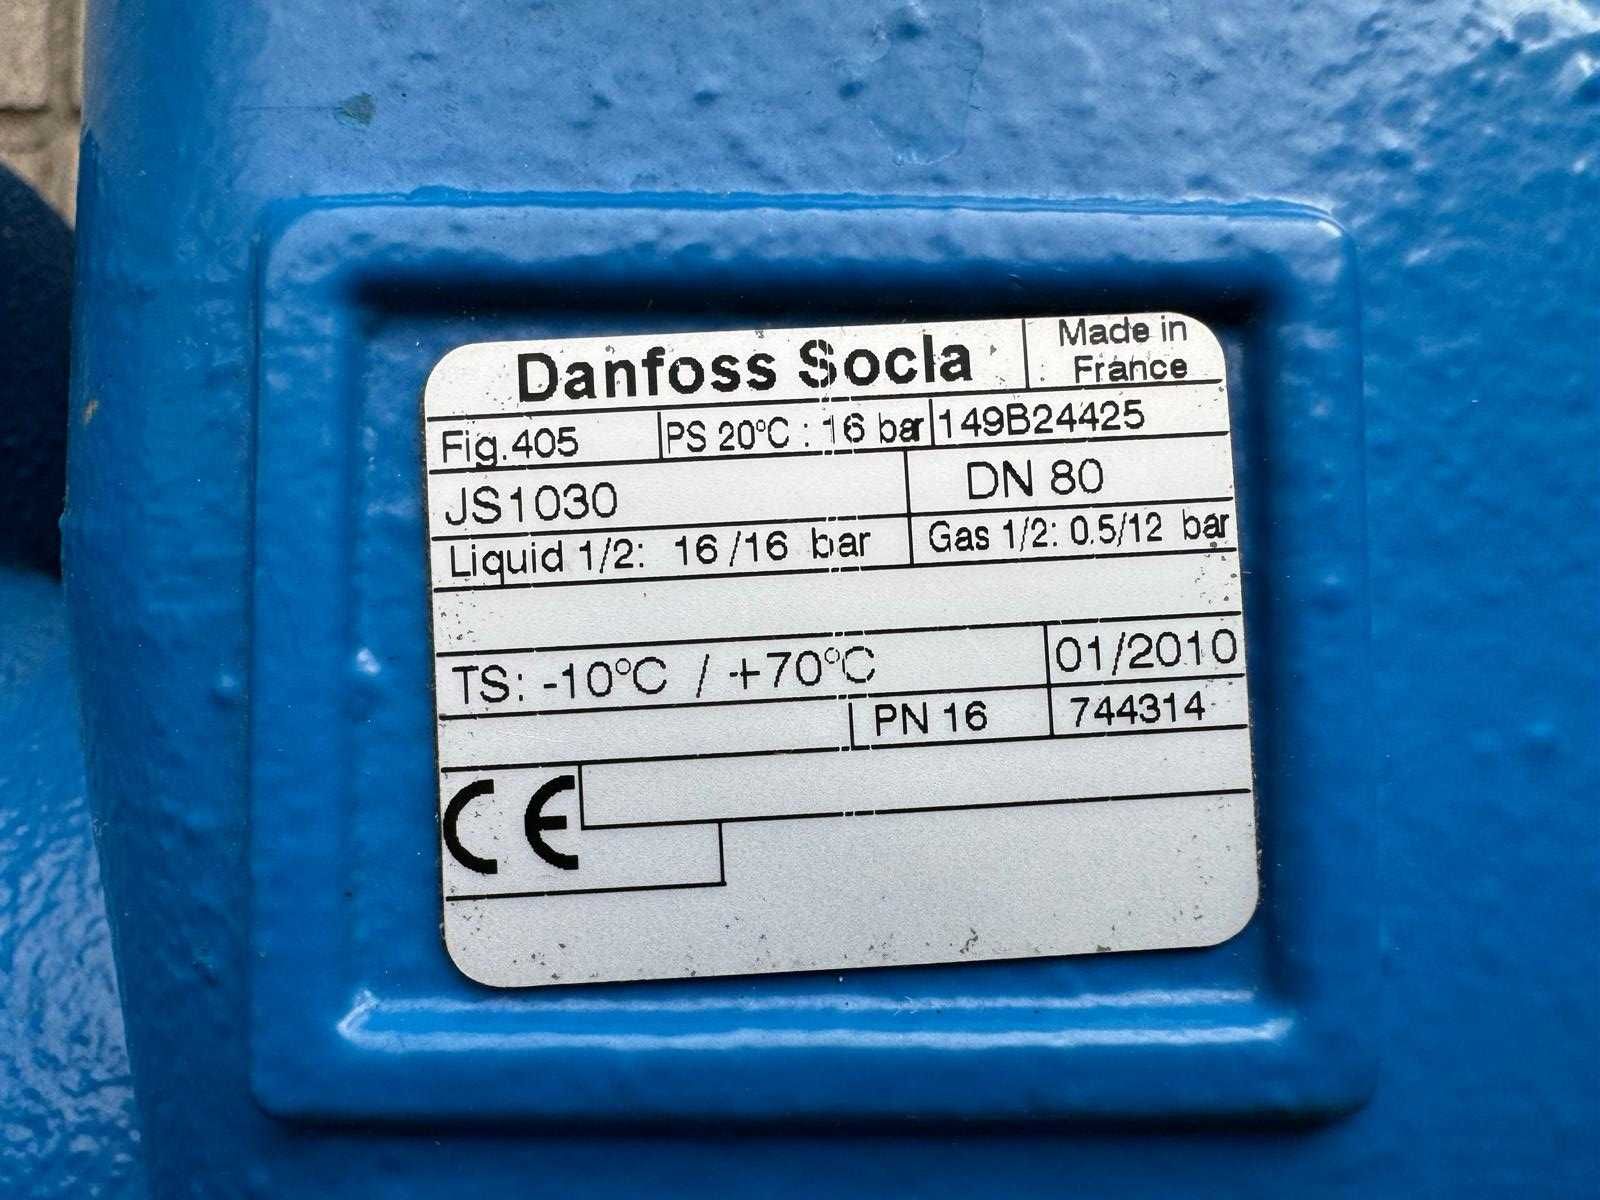 Danfoss Socla
Made in
France
Fig.405
PS 20°C : 16 bar
149B24425
JS1030
DN 80
Liquid 1/2: 16/16 bar
Gas 1/2: 0.5/12 bar
TS: -10°C / +70°C
01/2010
PN 16
744314
CE